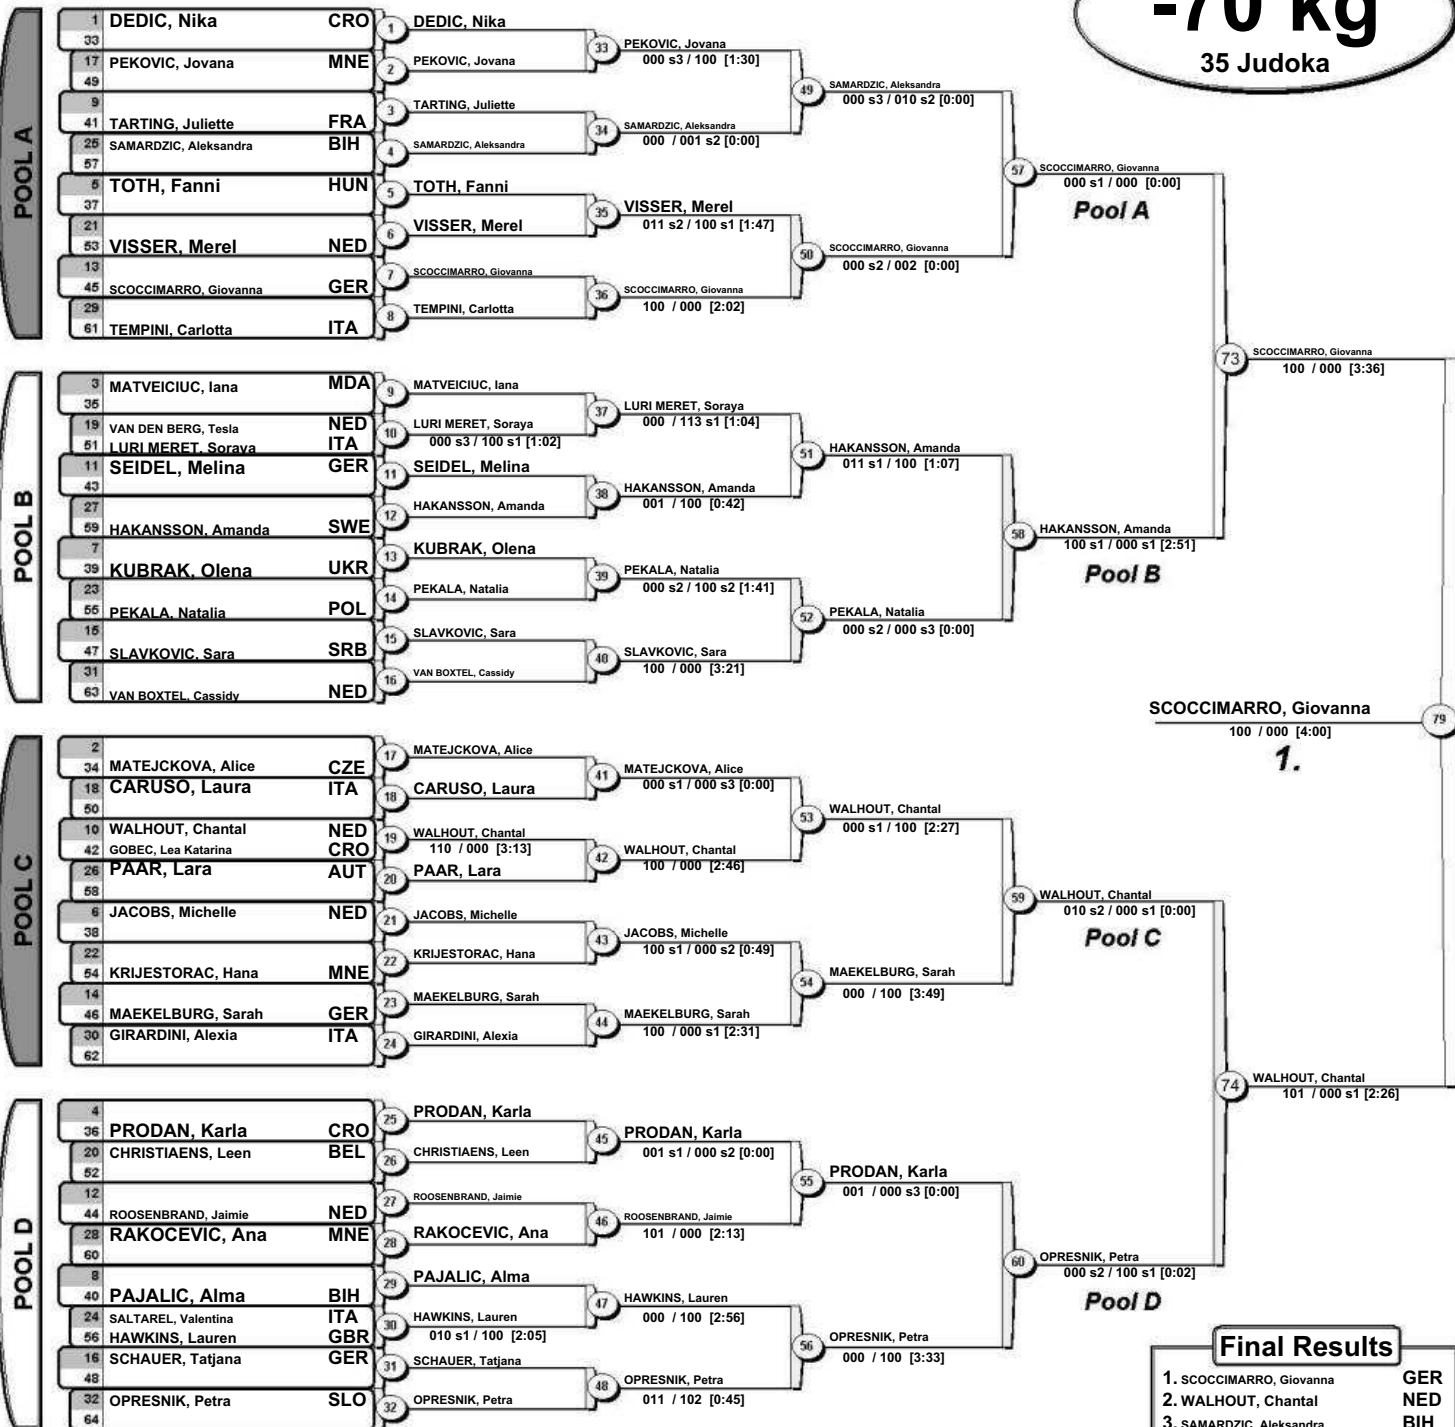 -70 kg
35 Judoka
POOL A
1 DEDIC, Nika CRO
33
17 PEKOVIC, Jovana MNE
49
9
41 TARTING, Juliette FRA
25 SAMARDZIC, Aleksandra BIH
57
5 TOTH, Fanni HUN
37
21
53 VISSER, Merel NED
13
45 SCOCCIMARRO, Giovanna GER
29
61 TEMPINI, Carlotta ITA
1 DEDIC, Nika
2 PEKOVIC, Jovana
3 TARTING, Juliette
4 SAMARDZIC, Aleksandra
5 TOTH, Fanni
6 VISSER, Merel
7 SCOCCIMARRO, Giovanna
8 TEMPINI, Carlotta
33 PEKOVIC, Jovana
000 s3 / 100 [1:30]
34 SAMARDZIC, Aleksandra
000 / 001 s2 [0:00]
35 VISSER, Merel
011 s2 / 100 s1 [1:47]
36 SCOCCIMARRO, Giovanna
100 / 000 [2:02]
49 SAMARDZIC, Aleksandra
000 s3 / 010 s2 [0:00]
50 SCOCCIMARRO, Giovanna
000 s2 / 002 [0:00]
57 SCOCCIMARRO, Giovanna
000 s1 / 000 [0:00]
Pool A
POOL B
3 MATVEICIUC, Iana MDA
35
19 VAN DEN BERG, Tesla NED
51 LURI MERET, Soraya ITA
11 SEIDEL, Melina GER
43
27
59 HAKANSSON, Amanda SWE
7
39 KUBRAK, Olena UKR
23
55 PEKALA, Natalia POL
15
47 SLAVKOVIC, Sara SRB
31
63 VAN BOXTEL, Cassidy NED
9 MATVEICIUC, Iana
10 LURI MERET, Soraya
000 s3 / 100 s1 [1:02]
11 SEIDEL, Melina
12 HAKANSSON, Amanda
13 KUBRAK, Olena
14 PEKALA, Natalia
15 SLAVKOVIC, Sara
16 VAN BOXTEL, Cassidy
37 LURI MERET, Soraya
000 / 113 s1 [1:04]
38 HAKANSSON, Amanda
001 / 100 [0:42]
39 PEKALA, Natalia
000 s2 / 100 s2 [1:41]
40 SLAVKOVIC, Sara
100 / 000 [3:21]
51 HAKANSSON, Amanda
011 s1 / 100 [1:07]
52 PEKALA, Natalia
000 s2 / 000 s3 [0:00]
58 HAKANSSON, Amanda
100 s1 / 000 s1 [2:51]
Pool B
73 SCOCCIMARRO, Giovanna
100 / 000 [3:36]
SCOCCIMARRO, Giovanna 79
100 / 000 [4:00]
1.
POOL C
2
34 MATEJCKOVA, Alice CZE
18 CARUSO, Laura ITA
50
10 WALHOUT, Chantal NED
42 GOBEC, Lea Katarina CRO
26 PAAR, Lara AUT
58
6 JACOBS, Michelle NED
38
22
54 KRIJESTORAC, Hana MNE
14
46 MAEKELBURG, Sarah GER
30 GIRARDINI, Alexia ITA
62
17 MATEJCKOVA, Alice
18 CARUSO, Laura
19 WALHOUT, Chantal
110 / 000 [3:13]
20 PAAR, Lara
21 JACOBS, Michelle
22 KRIJESTORAC, Hana
23 MAEKELBURG, Sarah
24 GIRARDINI, Alexia
41 MATEJCKOVA, Alice
000 s1 / 000 s3 [0:00]
42 WALHOUT, Chantal
100 / 000 [2:46]
43 JACOBS, Michelle
100 s1 / 000 s2 [0:49]
44 MAEKELBURG, Sarah
100 / 000 s1 [2:31]
53 WALHOUT, Chantal
000 s1 / 100 [2:27]
54 MAEKELBURG, Sarah
000 / 100 [3:49]
59 WALHOUT, Chantal
010 s2 / 000 s1 [0:00]
Pool C
POOL D
4
36 PRODAN, Karla CRO
20 CHRISTIAENS, Leen BEL
52
12
44 ROOSENBRAND, Jaimie NED
28 RAKOCEVIC, Ana MNE
60
8
40 PAJALIC, Alma BIH
24 SALTAREL, Valentina ITA
56 HAWKINS, Lauren GBR
16 SCHAUER, Tatjana GER
48
32 OPRESNIK, Petra SLO
64
25 PRODAN, Karla
26 CHRISTIAENS, Leen
27 ROOSENBRAND, Jaimie
28 RAKOCEVIC, Ana
29 PAJALIC, Alma
30 HAWKINS, Lauren
010 s1 / 100 [2:05]
31 SCHAUER, Tatjana
32 OPRESNIK, Petra
45 PRODAN, Karla
001 s1 / 000 s2 [0:00]
46 ROOSENBRAND, Jaimie
101 / 000 [2:13]
47 HAWKINS, Lauren
000 / 100 [2:56]
48 OPRESNIK, Petra
011 / 102 [0:45]
55 PRODAN, Karla
001 / 000 s3 [0:00]
56 OPRESNIK, Petra
000 / 100 [3:33]
60 OPRESNIK, Petra
000 s2 / 100 s1 [0:02]
Pool D
74 WALHOUT, Chantal
101 / 000 s1 [2:26]
Final Results
1. SCOCCIMARRO, Giovanna GER
2. WALHOUT, Chantal NED
3. SAMARDZIC, Aleksandra BIH